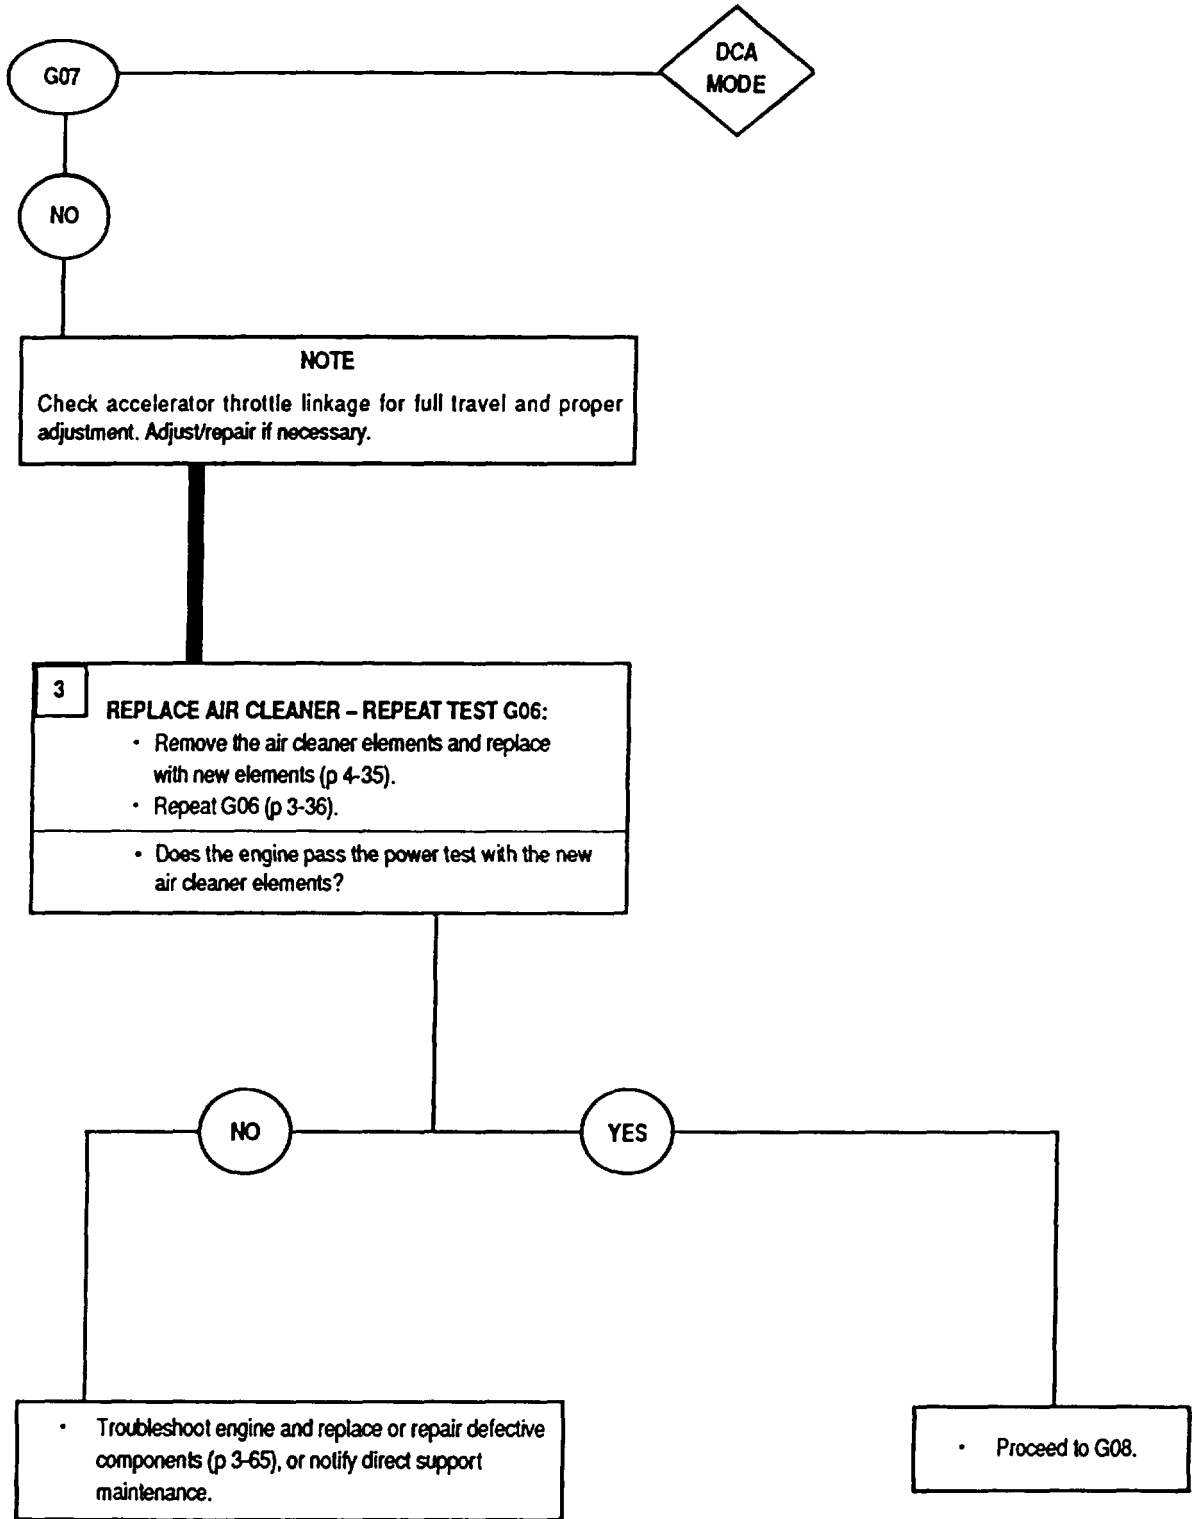 DCA
MODE
G07
NO
NOTE
Check accelerator throttle linkage for full travel and proper
adjustment. Adjust/repair if necessary.
3
REPLACE AIR CLEANER – REPEAT TEST G06:
• Remove the air cleaner elements and replace
with new elements (p 4-35).
• Repeat G06 (p 3-36).
• Does the engine pass the power test with the new
air cleaner elements?
NO
YES
• Troubleshoot engine and replace or repair defective
components (p 3-65), or notify direct support
maintenance.
• Proceed to G08.